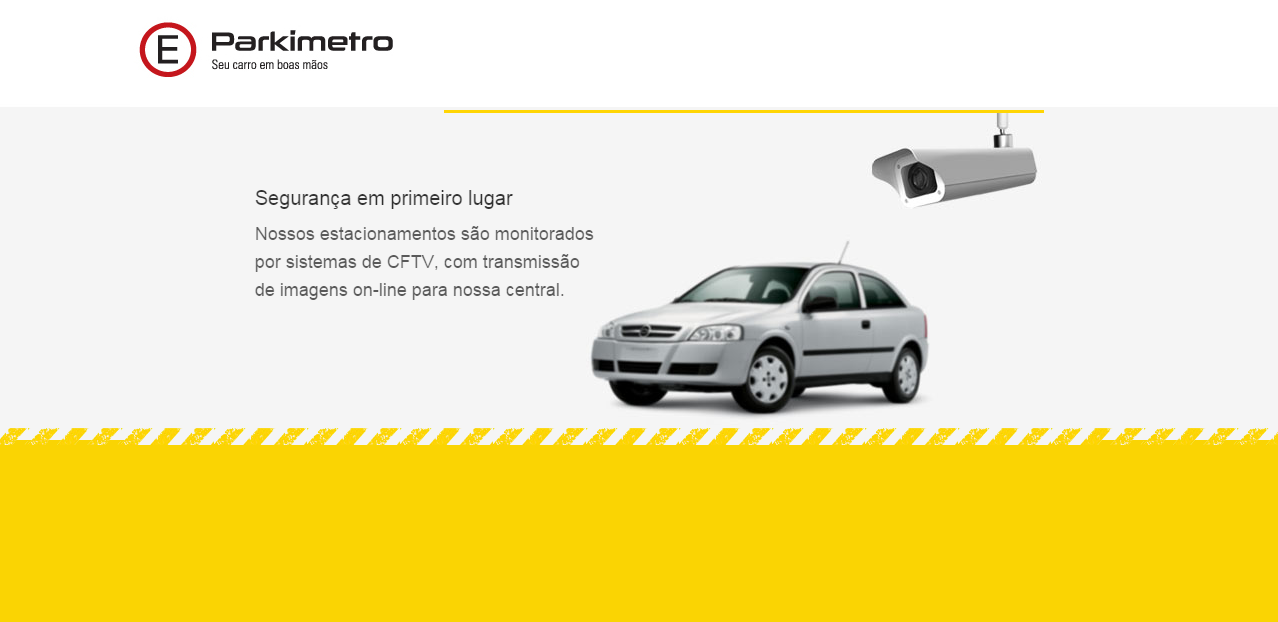 E
Parkimetro
Seu carro em boas mãos
Segurança em primeiro lugar
Nossos estacionamentos são monitorados
por sistemas de CFTV, com transmissão
de imagens on-line para nossa central.